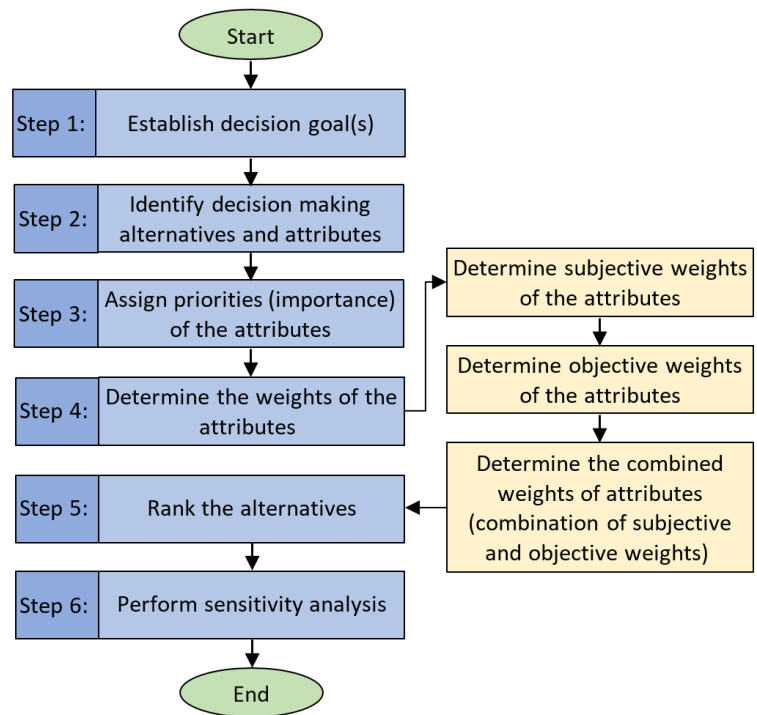 Start
Step 1:
Establish decision goal(s)
Step 2:
Identify decision making
alternatives and attributes
Step 3:
Assign priorities (importance)
of the attributes
Step 4:
Determine the weights of the
attributes
Determine subjective weights
of the attributes
Determine objective weights
of the attributes
Determine the combined
weights of attributes
(combination of subjective
and objective weights)
Step 5:
Rank the alternatives
Step 6:
Perform sensitivity analysis
End